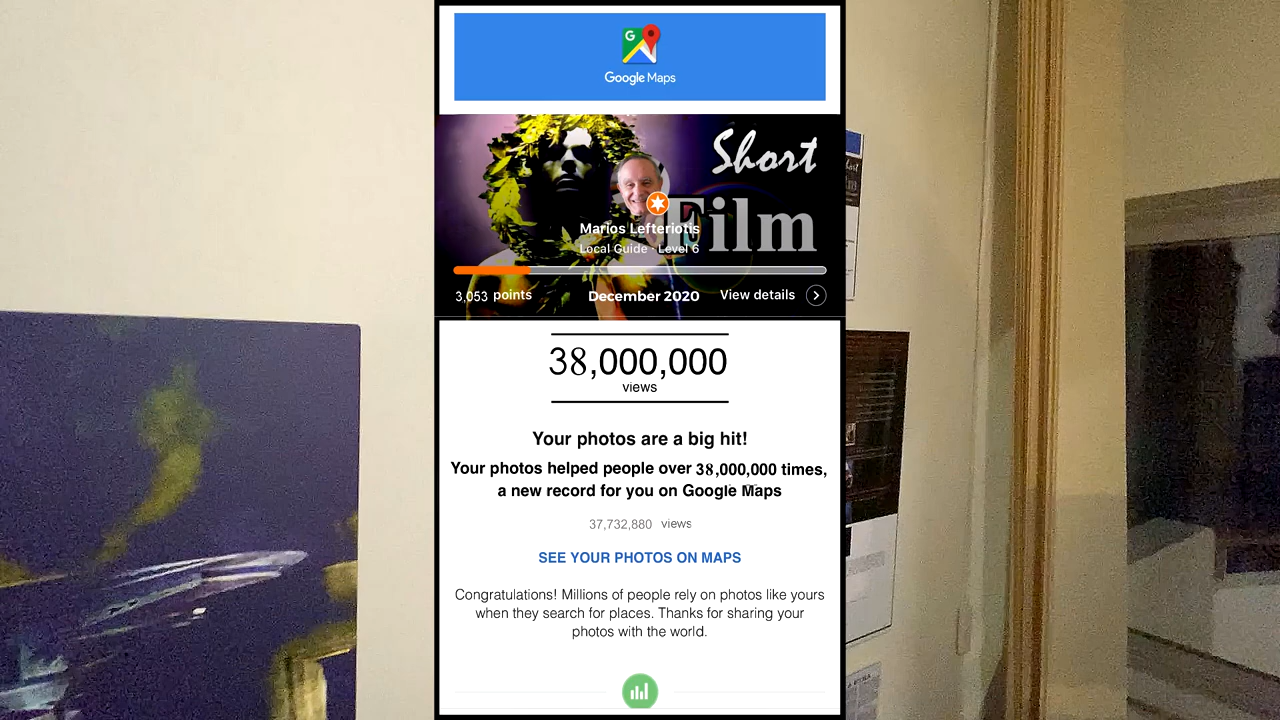 G
Google Maps
Short
Film
Marios Lefteriotis
Local Guide · Level 6
3,053 points
December 2020
View details
38,000,000
views
Your photos are a big hit!
Your photos helped people over 38,000,000 times,
a new record for you on Google Maps
37,732,880 views
SEE YOUR PHOTOS ON MAPS
Congratulations! Millions of people rely on photos like yours
when they search for places. Thanks for sharing your
photos with the world.